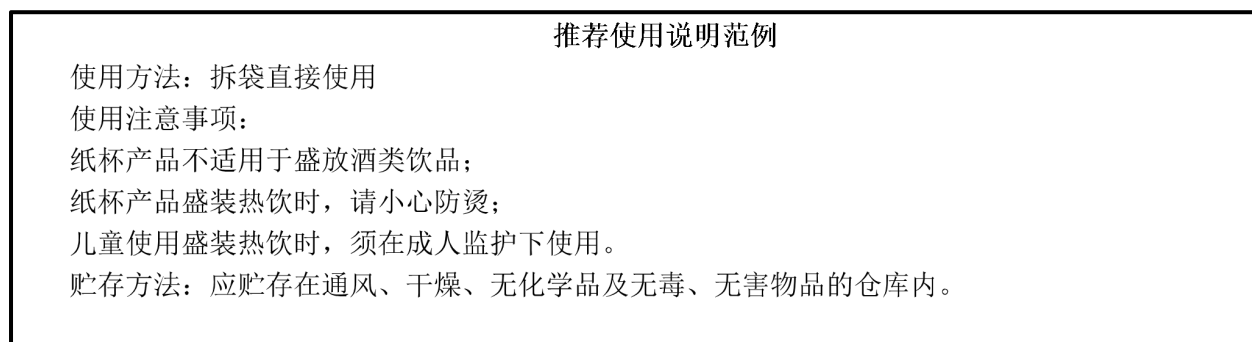 推荐使用说明范例
使用方法：拆袋直接使用
使用注意事项：
纸杯产品不适用于盛放酒类饮品；
纸杯产品盛装热饮时，请小心防烫；
儿童使用盛装热饮时，须在成人监护下使用。
贮存方法：应贮存在通风、干燥、无化学品及无毒、无害物品的仓库内。